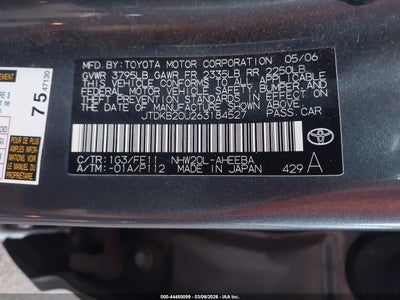 MFD.BY:TOYOTA MOTOR CORPORATION 05/06
GVWR 3795LB GAWR FR 2335LB RR 2250LB
THIS VEHICLE CONFORMS TO ALL APPLICABLE
FEDERAL MOTOR VEHICLE SAFETY, BUMPER,
AND THEFT PREVENTION STANDARDS IN EFFECT
ON THE DATE OF MANUFACTURE SHOWN ABOVE.
JTDKB20U263184527 PASS.CAR
C/TR:1G3/FE11 NHW20L-AHEEBA
A/TM:-01A/P112 MADE IN JAPAN 429 A
75
47130
000-44460099 - 03/06/2026 - IAA